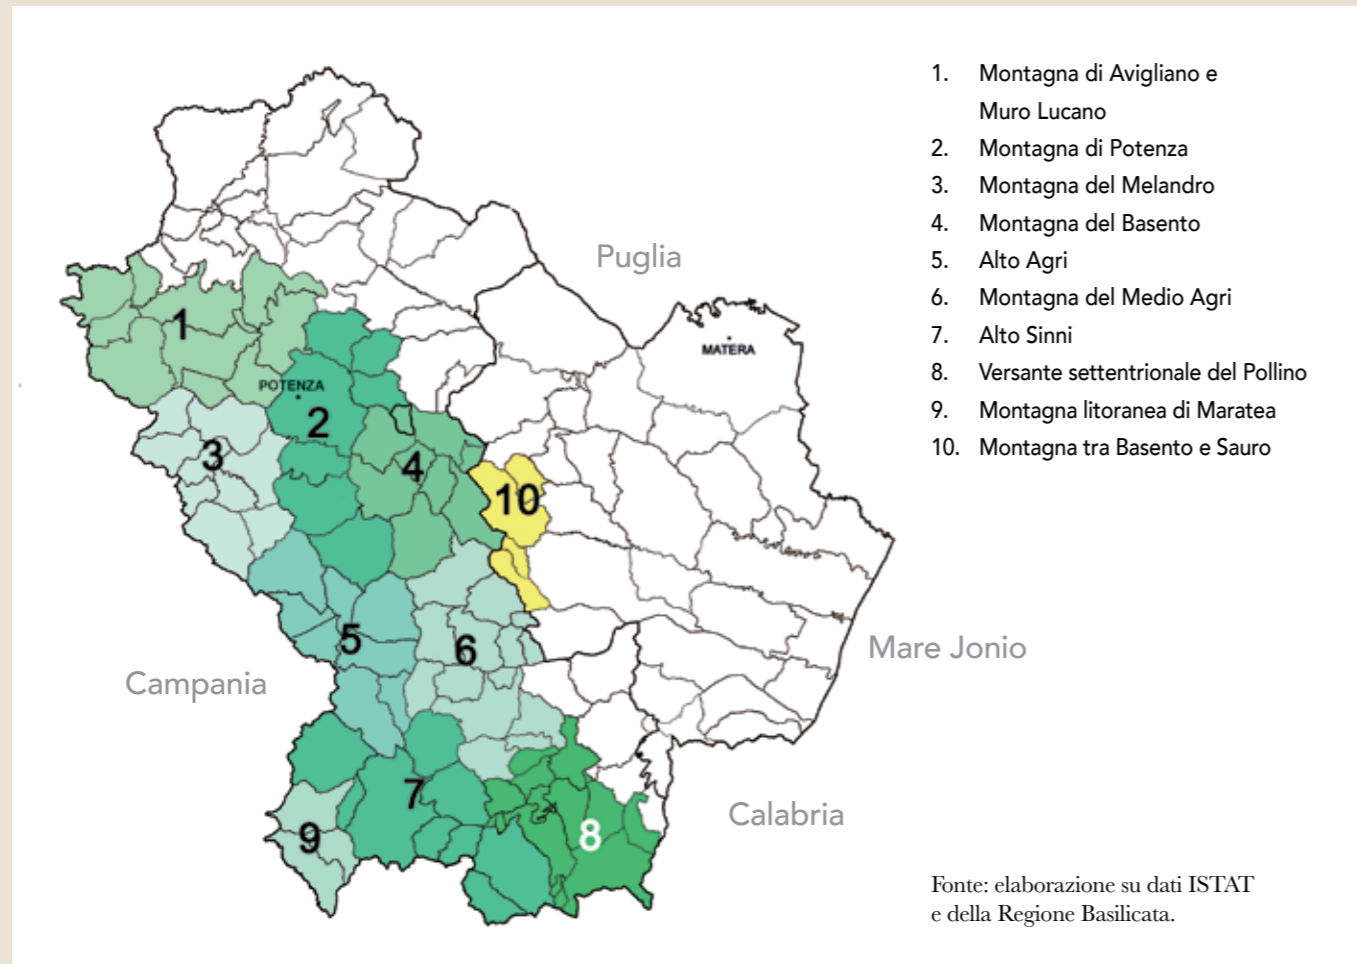 1. Montagna di Avigliano e
Muro Lucano
2. Montagna di Potenza
3. Montagna del Melandro
4. Montagna del Basento
5. Alto Agri
6. Montagna del Medio Agri
7. Alto Sinni
8. Versante settentrionale del Pollino
9. Montagna litoranea di Maratea
10. Montagna tra Basento e Sauro
Puglia
1
MATERA
POTENZA
2
3
4
10
5
6
Mare Jonio
Campania
7
Calabria
8
9
Fonte: elaborazione su dati ISTAT
e della Regione Basilicata.